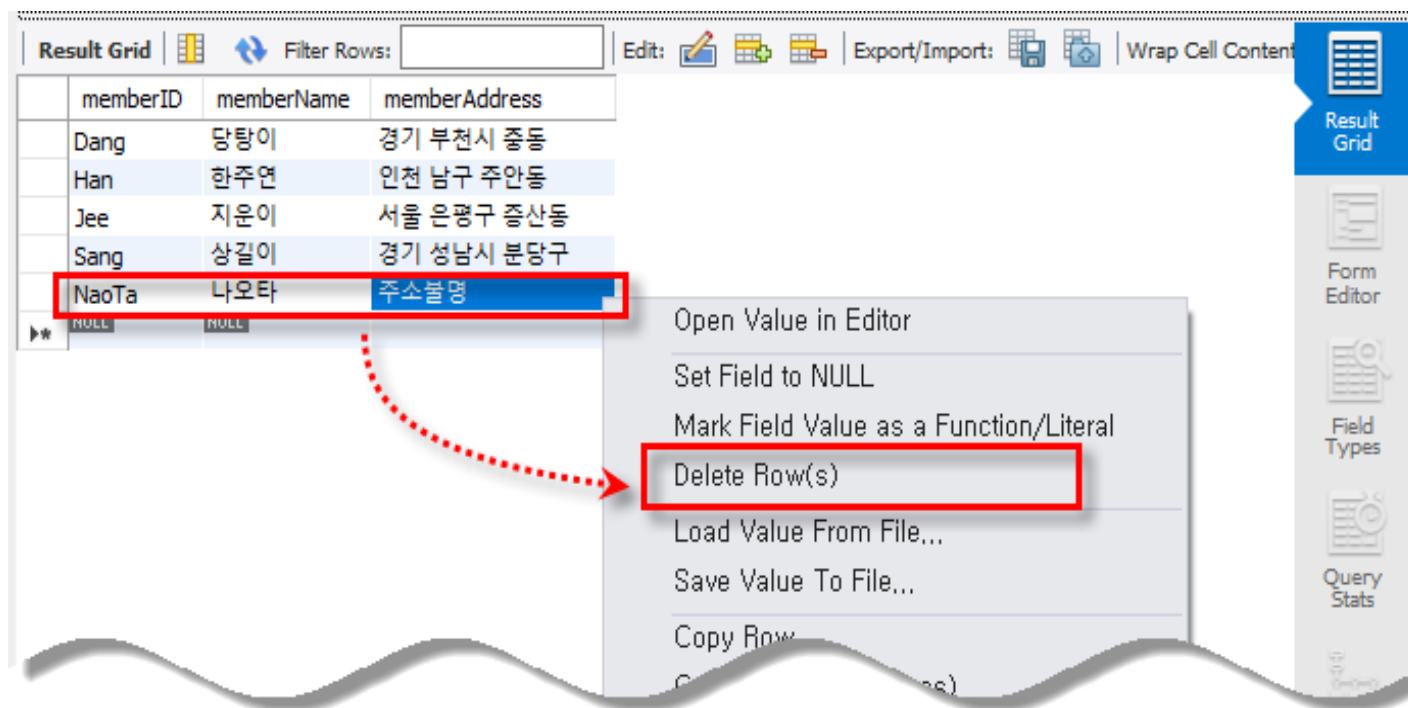 Result Grid Filter Rows: Edit: Export/Import: Wrap Cell Content
memberID memberName memberAddress
Dang 당탕이 경기 부천시 중동
Han 한주연 인천 남구 주안동
Jee 지운이 서울 은평구 증산동
Sang 상길이 경기 성남시 분당구
NaoTa 나오타 주소불명
NULL NULL
Open Value in Editor
Set Field to NULL
Mark Field Value as a Function/Literal
Delete Row(s)
Load Value From File...
Save Value To File...
Copy Row
Result
Grid
Form
Editor
Field
Types
Query
Stats